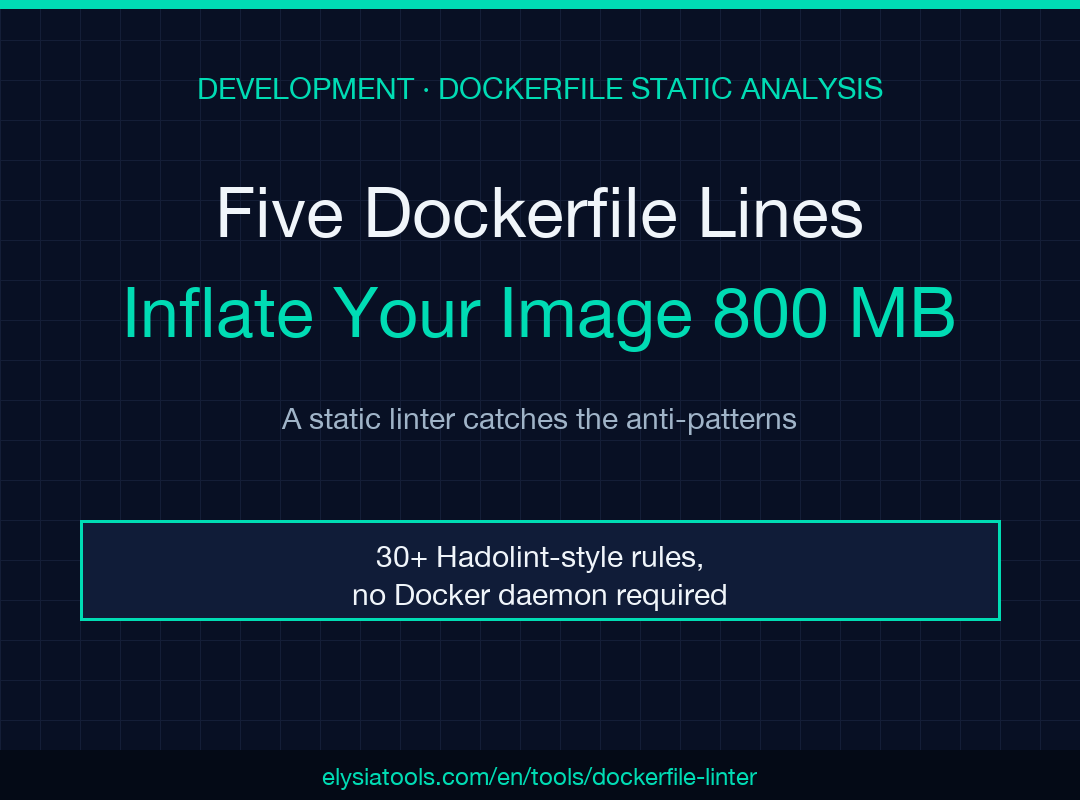 DEVELOPMENT · DOCKERFILE STATIC ANALYSIS
Five Dockerfile Lines
Inflate Your Image 800 MB
A static linter catches the anti-patterns
30+ Hadolint-style rules,
no Docker daemon required
elysiatools.com/en/tools/dockerfile-linter